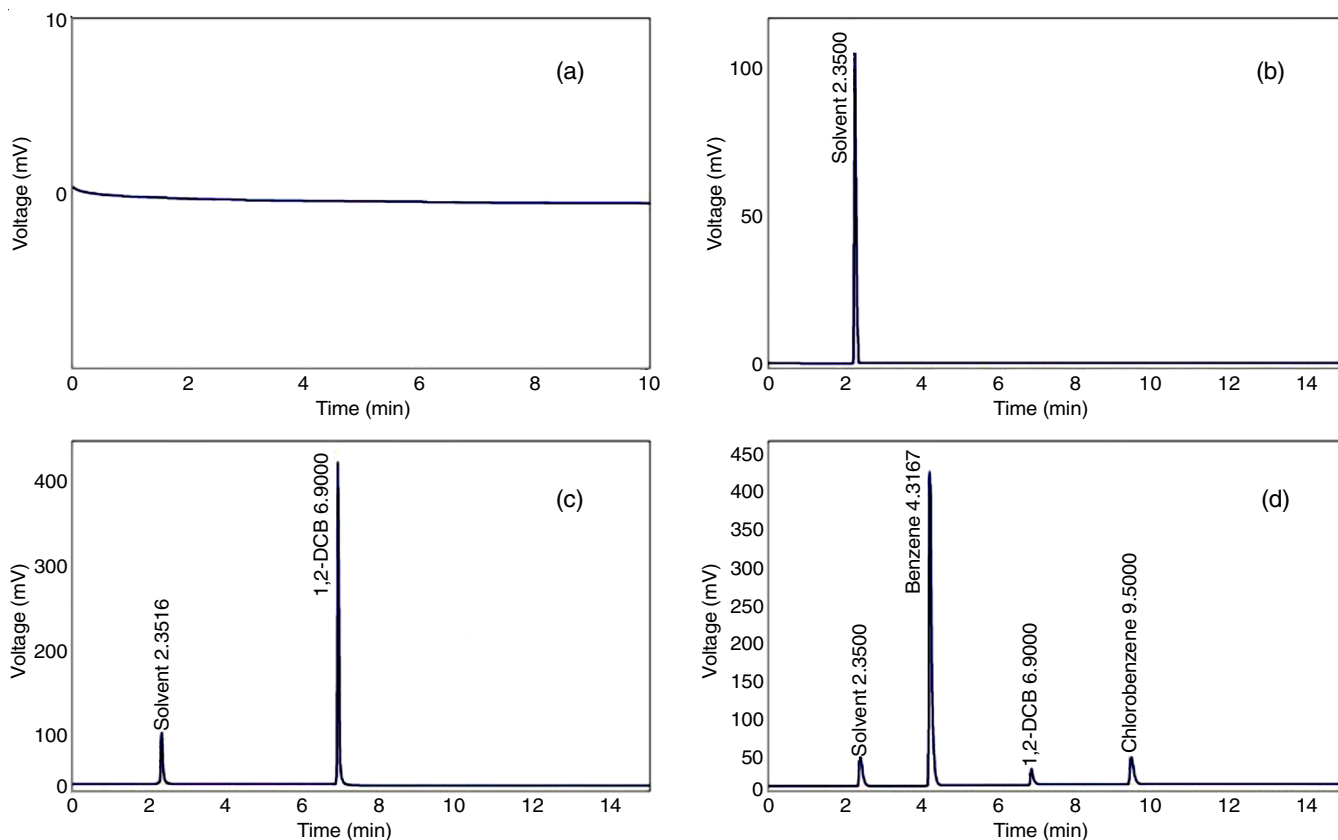 (a)
Voltage (mV)
10
0
0 2 4 6 8 10
Time (min)
(b)
Voltage (mV)
100
50
0
Solvent 2.3500
0 2 4 6 8 10 12 14
Time (min)
(c)
Voltage (mV)
400
300
200
100
0
Solvent 2.3516
1,2-DCB 6.9000
0 2 4 6 8 10 12 14
Time (min)
(d)
Voltage (mV)
450
400
350
300
250
200
150
100
50
0
Solvent 2.3500
Benzene 4.3167
1,2-DCB 6.9000
Chlorobenzene 9.5000
0 2 4 6 8 10 12 14
Time (min)